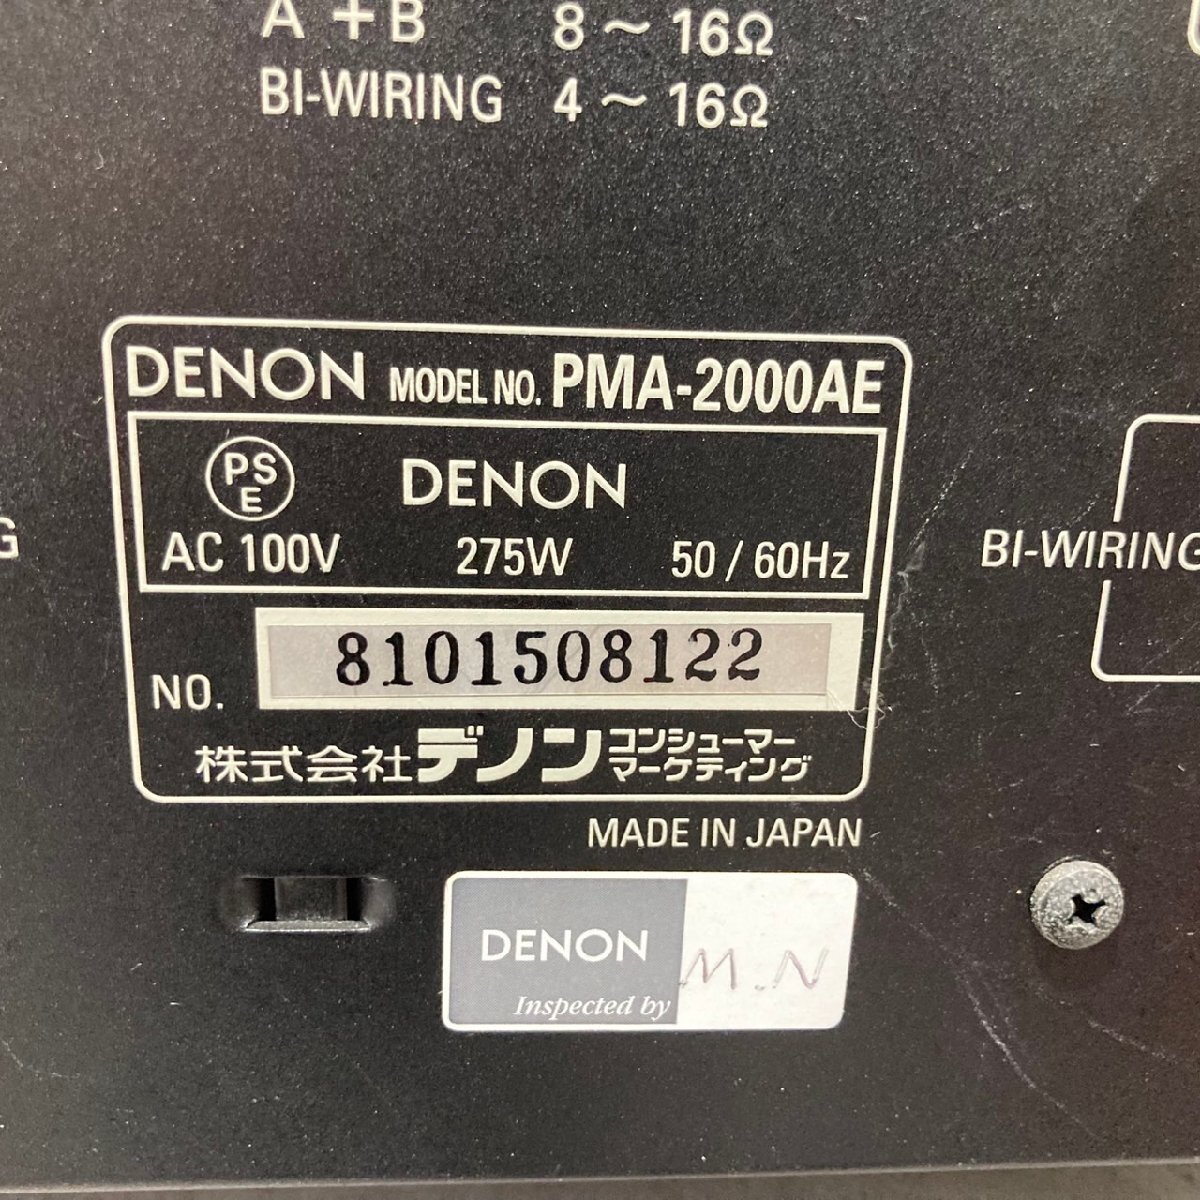 A + B 8 ~ 16Ω
BI-WIRING 4 ~ 16Ω
DENON MODEL NO. PMA-2000AE
PSE DENON
AC 100V 275W 50 / 60Hz
NO. 8101508122
株式会社デノン コンシューマー
マーケティング
MADE IN JAPAN
BI-WIRING
G
DENON
Inspected by M.N